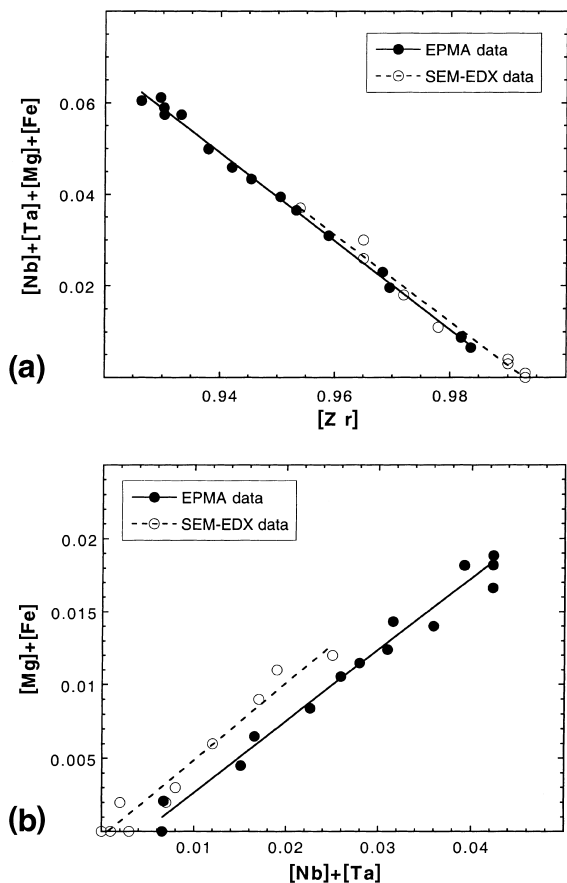 EPMA data
SEM-EDX data
[Nb]+[Ta]+[Mg]+[Fe]
0.06
0.04
0.02
(a)
0.94
0.96
0.98
[Z r]
EPMA data
SEM-EDX data
[Mg]+[Fe]
0.02
0.015
0.01
0.005
0
(b)
0.01
0.02
0.03
0.04
[Nb]+[Ta]